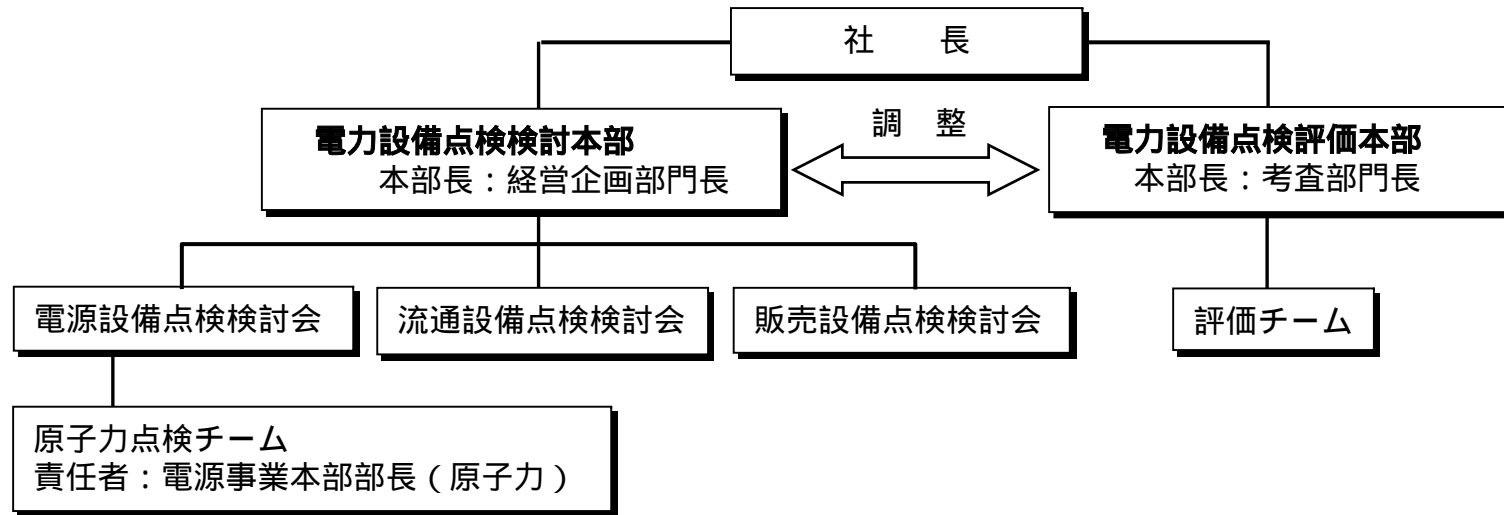 社　　長
電力設備点検検討本部
本部長：経営企画部門長
調　整
電力設備点検評価本部
本部長：考査部門長
電源設備点検検討会
流通設備点検検討会
販売設備点検検討会
評価チーム
原子力点検チーム
責任者：電源事業本部部長（原子力）